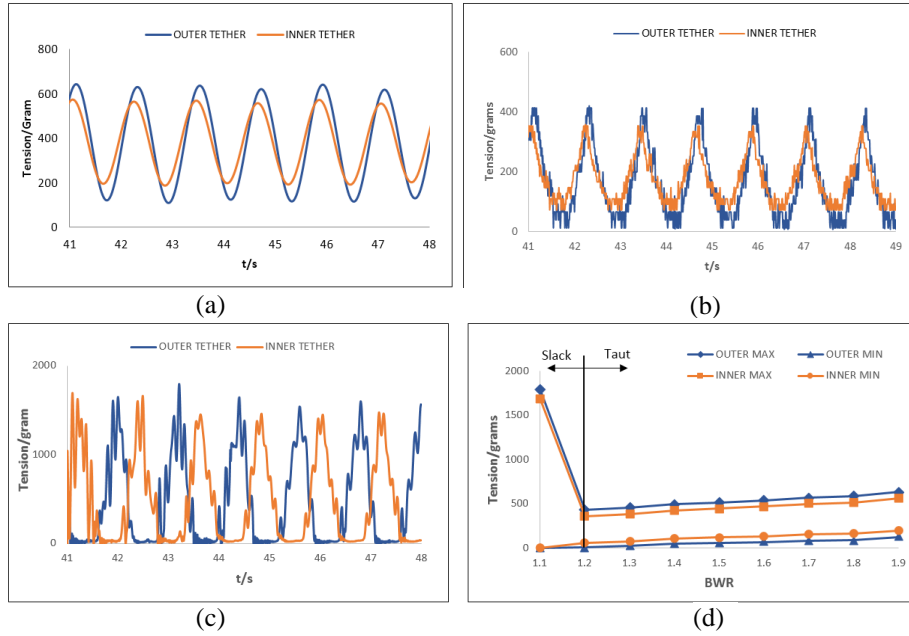 OUTER TETHER INNER TETHER
800
600
400
200
0
Tension/Gram
41 42 43 44 45 46 47 48
t/s
(a)
OUTER TETHER INNER TETHER
600
400
200
0
Tension/grams
41 42 43 44 45 46 47 48 49
t/s
(b)
OUTER TETHER INNER TETHER
2000
1000
0
Tension/gram
41 42 43 44 45 46 47 48
t/s
(c)
Slack Taut
OUTER MAX OUTER MIN
INNER MAX INNER MIN
2000
1500
1000
500
0
Tension/grams
1.1 1.2 1.3 1.4 1.5 1.6 1.7 1.8 1.9
BWR
(d)